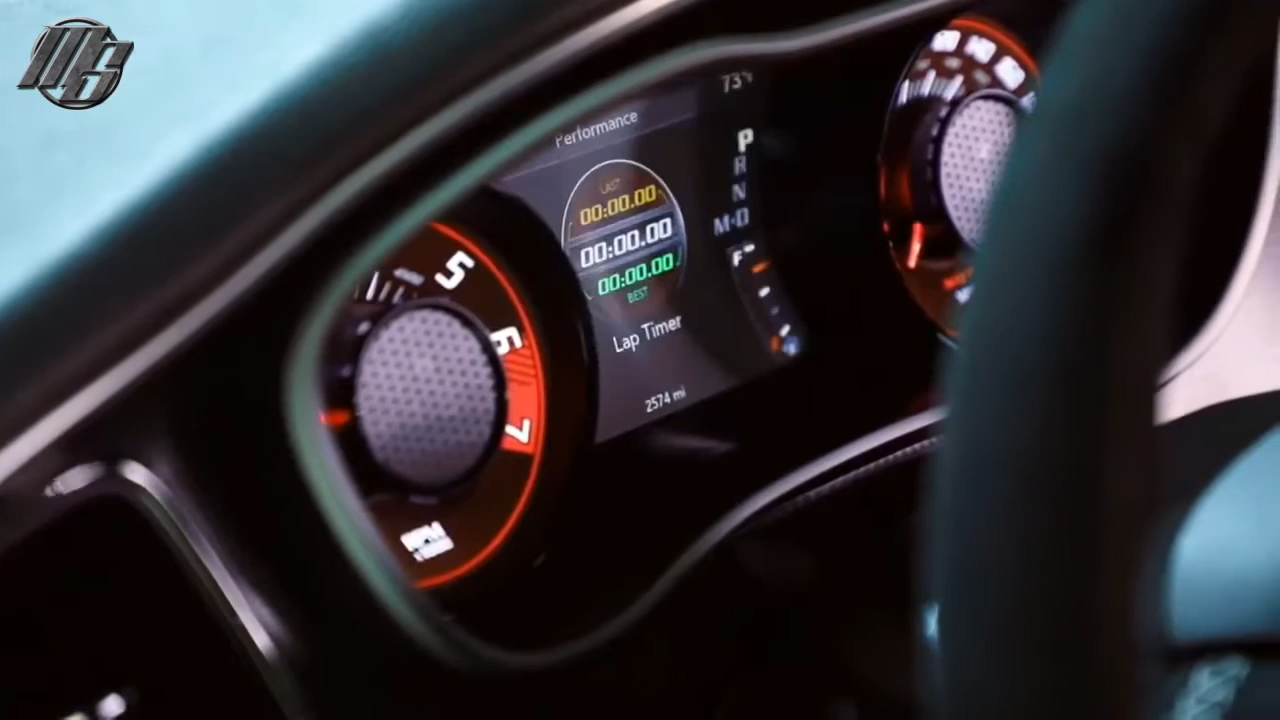 MG
Performance
73°F
LAST
00:00.00
00:00.00
00:00.00
BEST
Lap Timer
2574 mi
P
R
N
M·D
F
5
6
7